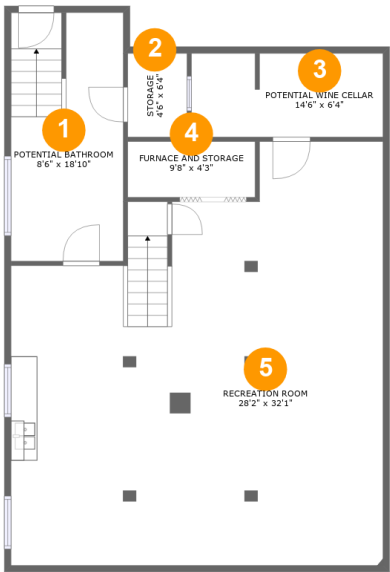 2
STORAGE
4'6" x 6'4"
3
POTENTIAL WINE CELLAR
14'6" x 6'4"
1
POTENTIAL BATHROOM
8'6" x 18'10"
4
FURNACE AND STORAGE
9'8" x 4'3"
5
RECREATION ROOM
28'2" x 32'1"